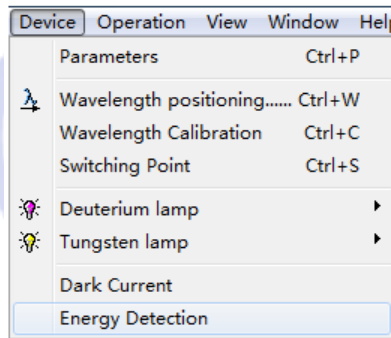 Device Operation View Window Help
Parameters Ctrl+P
Wavelength positioning...... Ctrl+W
Wavelength Calibration Ctrl+C
Switching Point Ctrl+S
Deuterium lamp
Tungsten lamp
Dark Current
Energy Detection